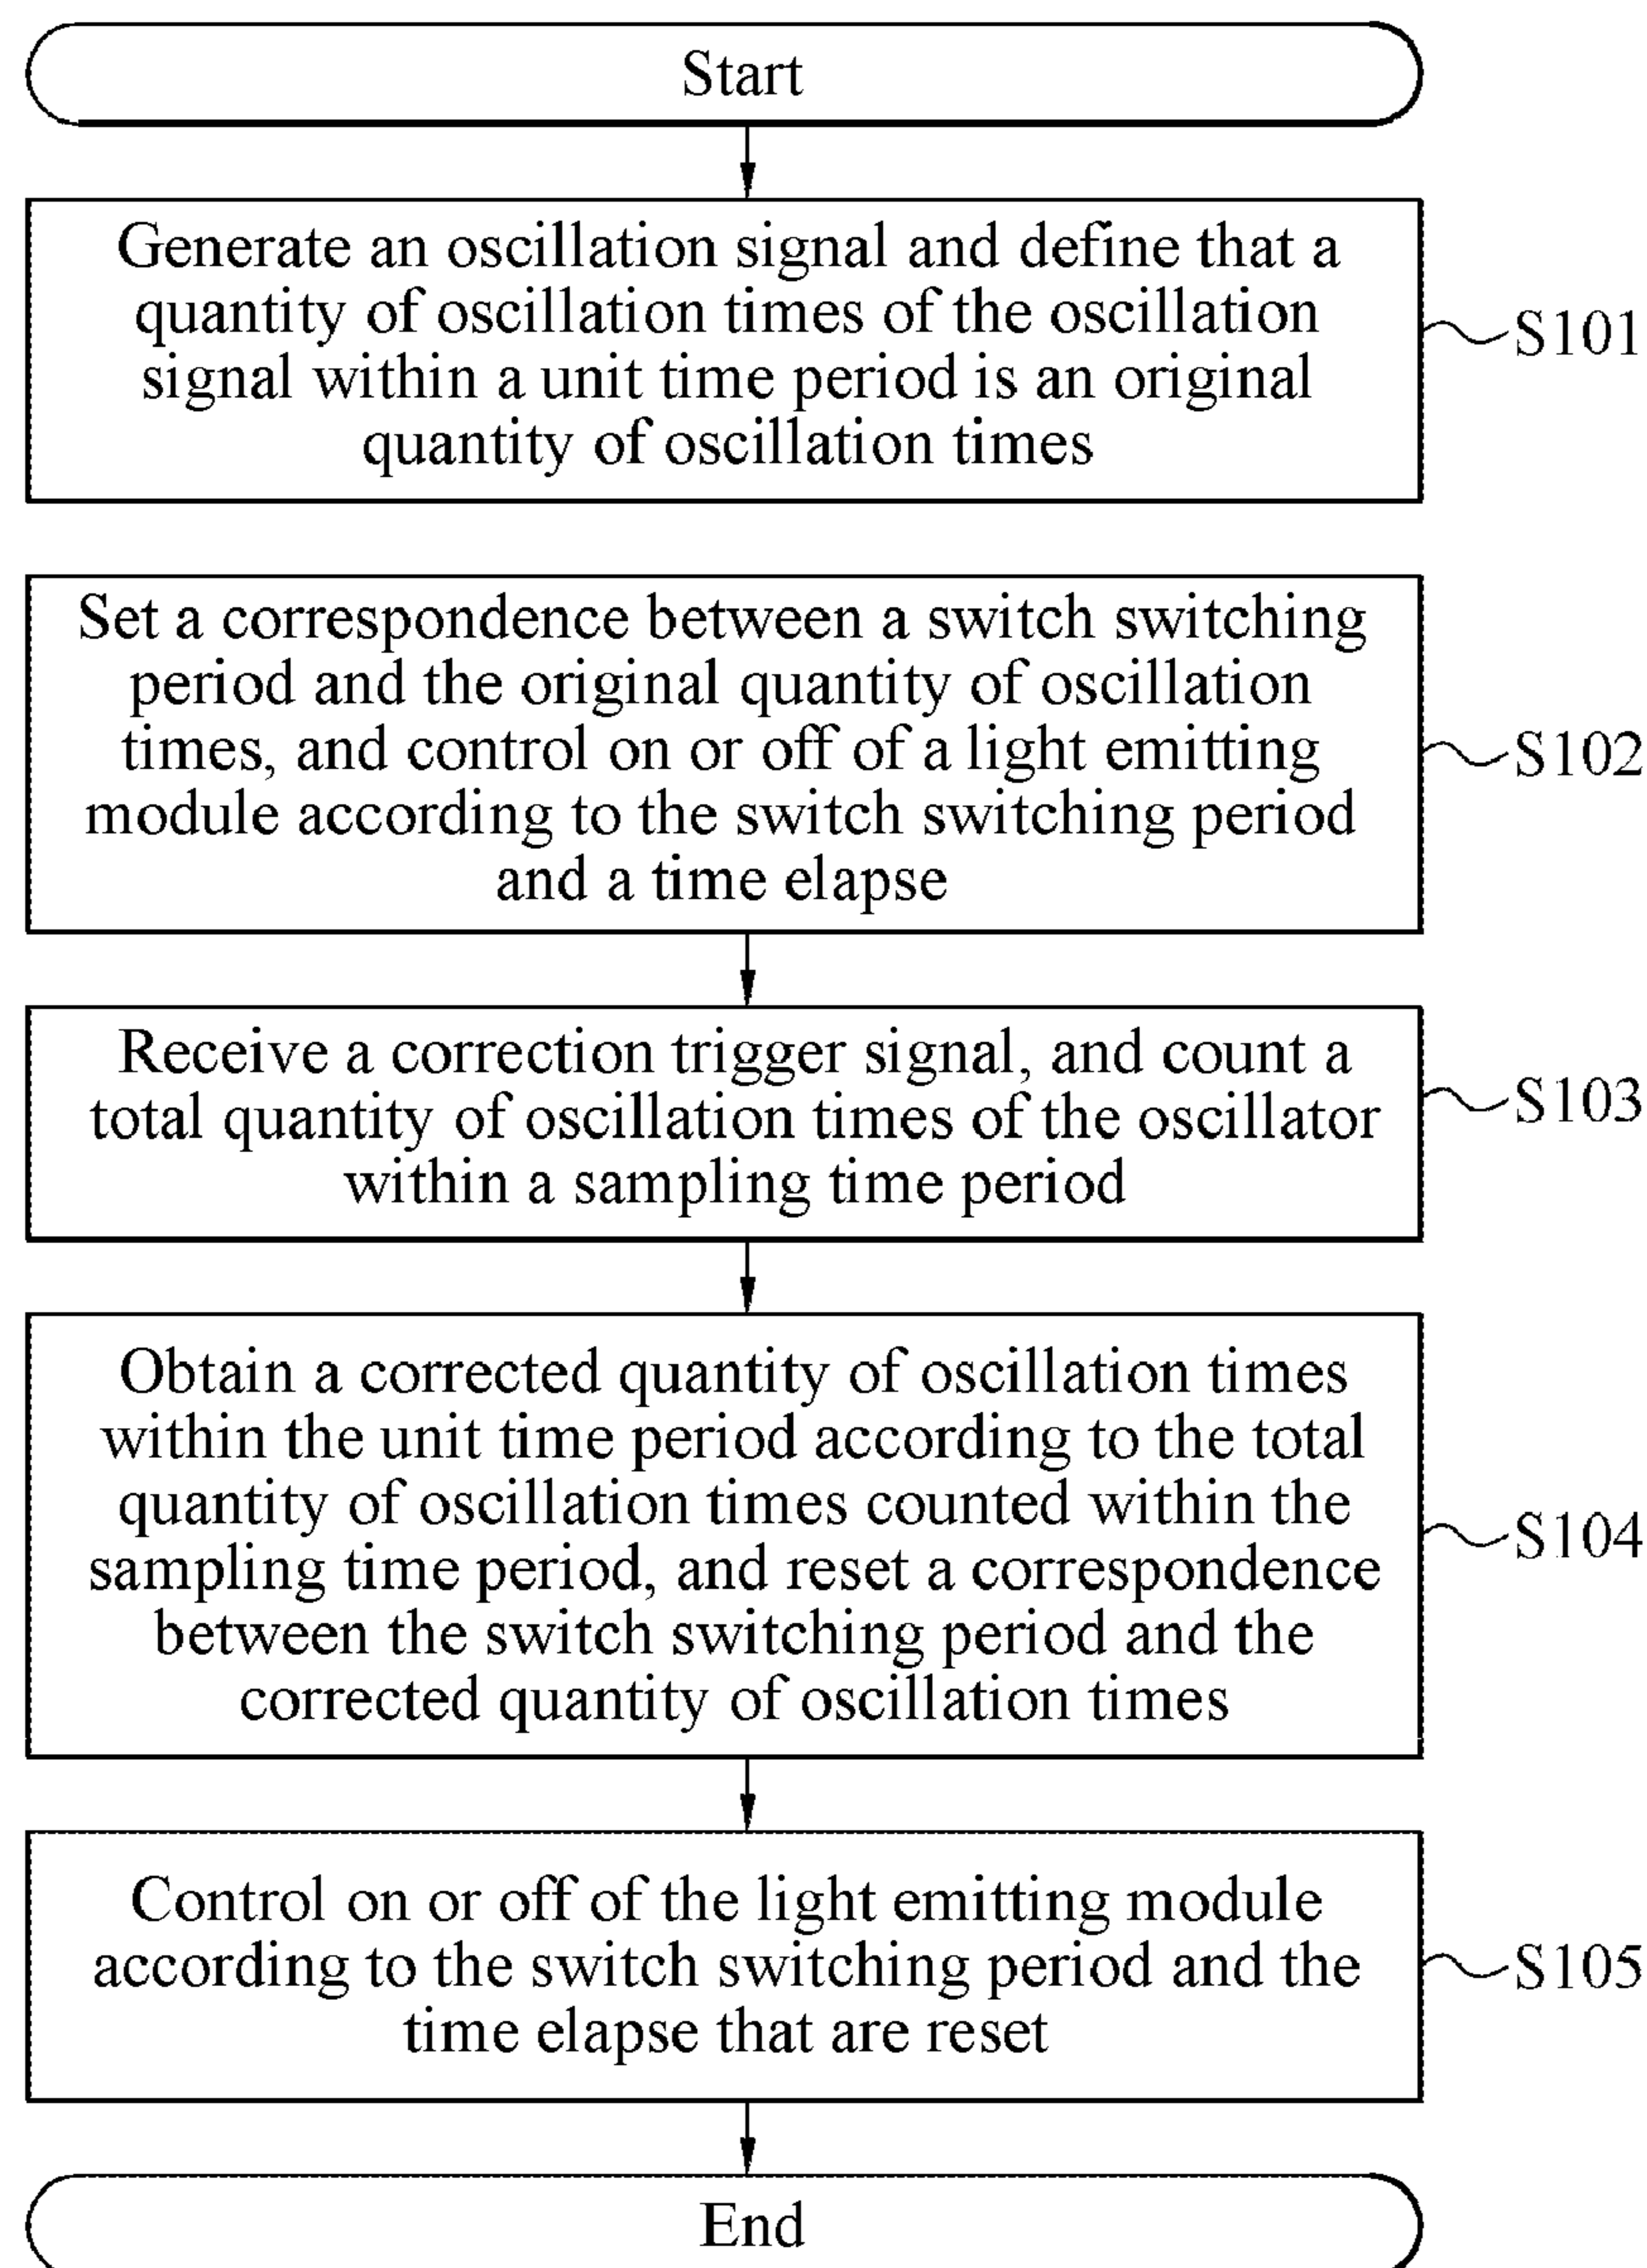 Start
Generate an oscillation signal and define that a
quantity of oscillation times of the oscillation
signal within a unit time period is an original
quantity of oscillation times
S101
Set a correspondence between a switch switching
period and the original quantity of oscillation
times, and control on or off of a light emitting
module according to the switch switching period
and a time elapse
S102
Receive a correction trigger signal, and count a
total quantity of oscillation times of the oscillator
within a sampling time period
S103
Obtain a corrected quantity of oscillation times
within the unit time period according to the total
quantity of oscillation times counted within the
sampling time period, and reset a correspondence
between the switch switching period and the
corrected quantity of oscillation times
S104
Control on or off of the light emitting module
according to the switch switching period and the
time elapse that are reset
S105
End